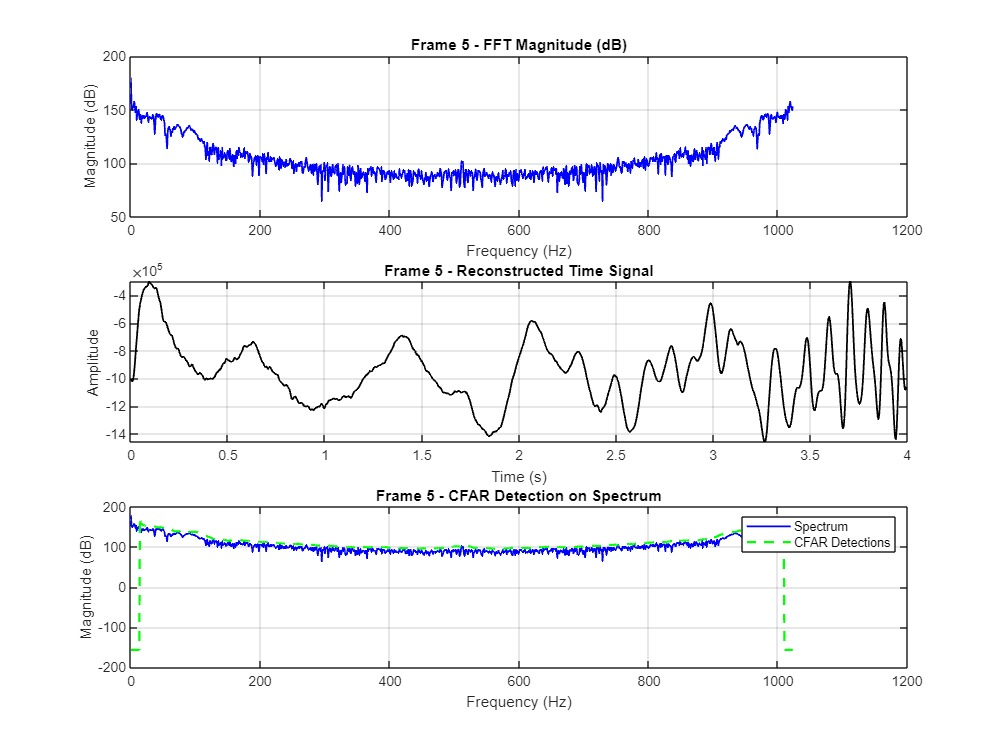 Frame 5 - FFT Magnitude (dB)
200
150
100
50
Magnitude (dB)
0 200 400 600 800 1000 1200
Frequency (Hz)
Frame 5 - Reconstructed Time Signal
×10⁵
-4
-6
-8
-10
-12
-14
Amplitude
0 0.5 1 1.5 2 2.5 3 3.5 4
Time (s)
Frame 5 - CFAR Detection on Spectrum
200
100
0
-100
-200
Magnitude (dB)
Spectrum
CFAR Detections
0 200 400 600 800 1000 1200
Frequency (Hz)